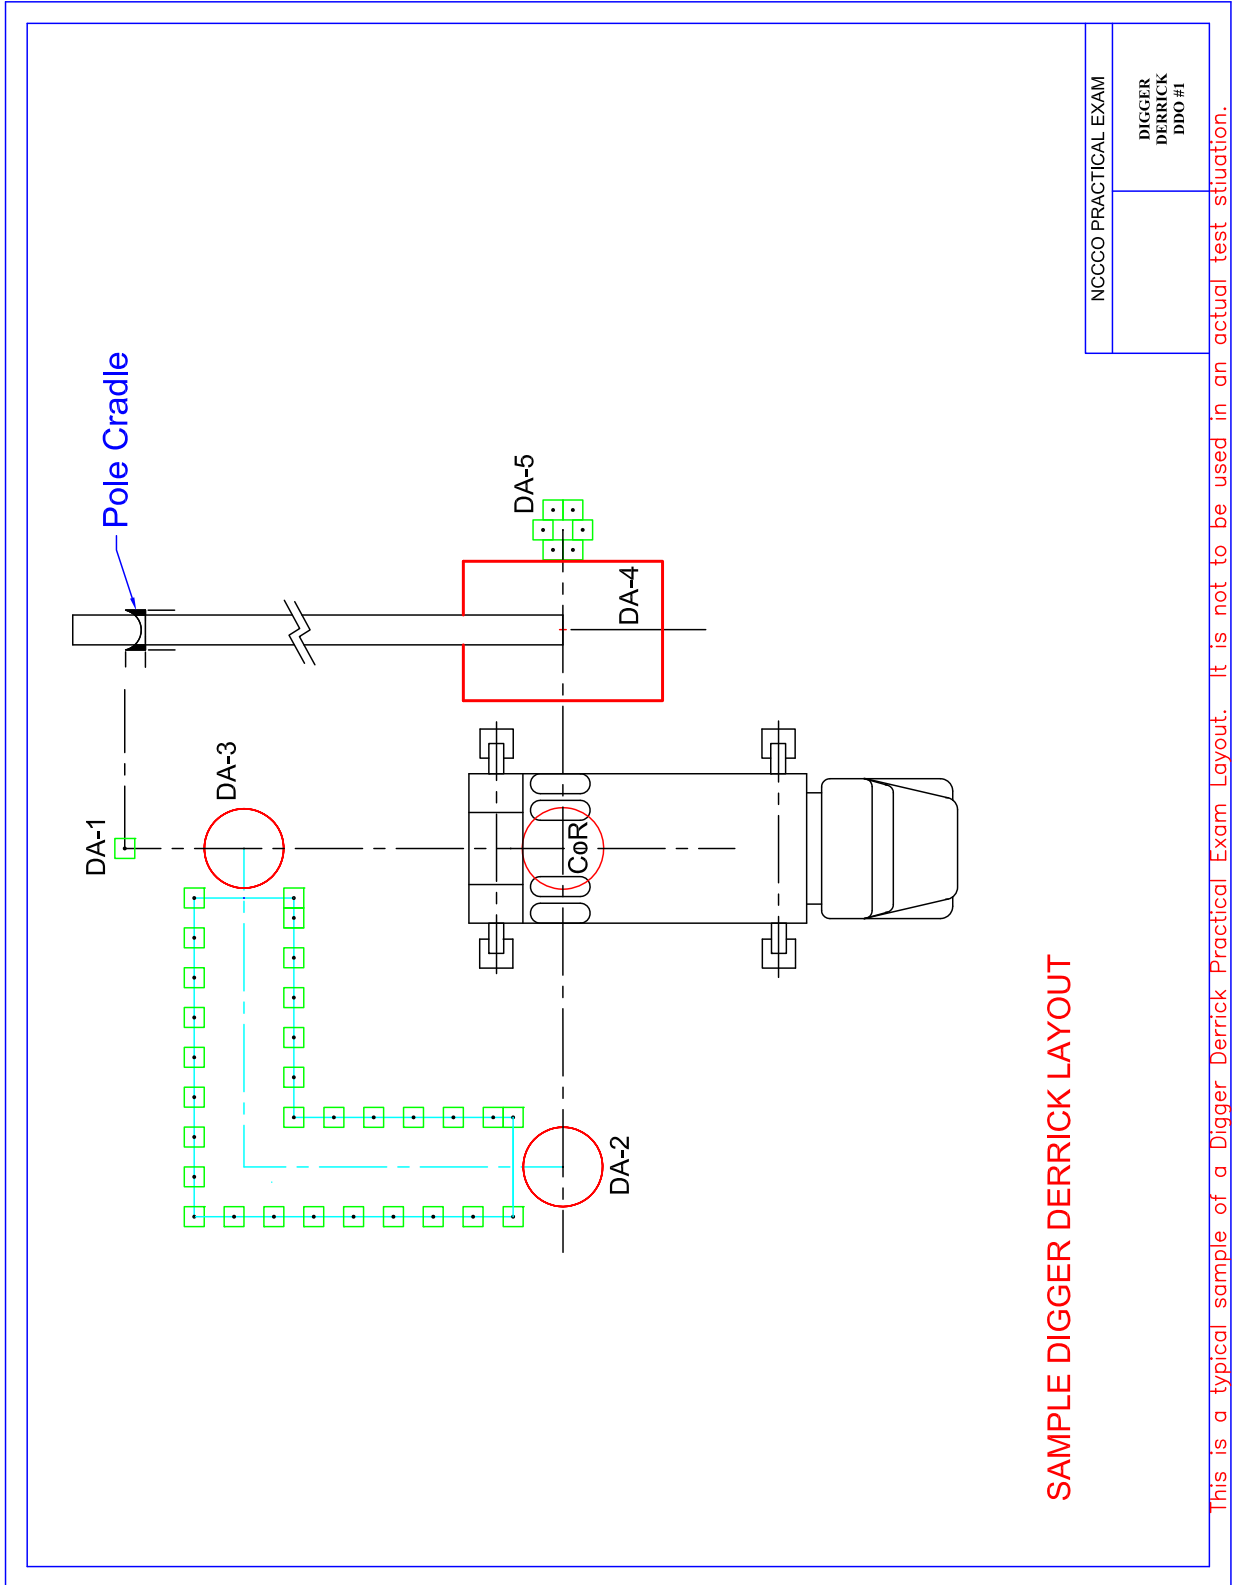 Pole Cradle
DA-1
DA-3
DA-5
DA-4
CoR
DA-2
SAMPLE DIGGER DERRICK LAYOUT
NCCCO PRACTICAL EXAM
DIGGER
DERRICK
DDO #1
This is a typical sample of a Digger Derrick Practical Exam Layout. It is not to be used in an actual test stiuation.